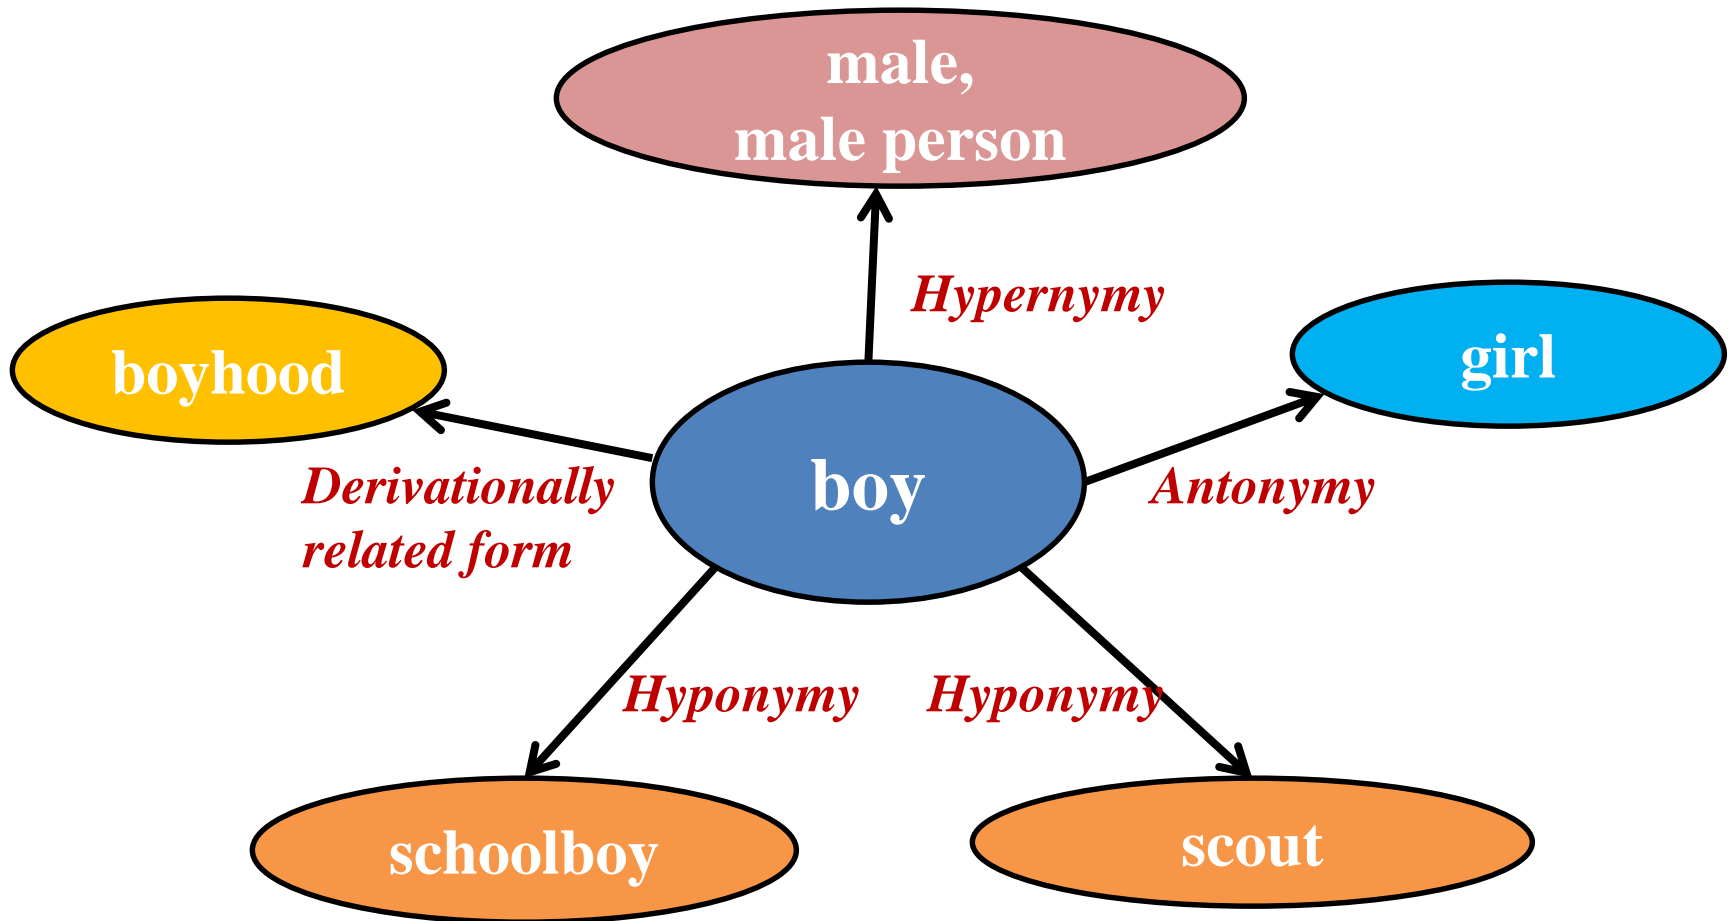 male,
male person
Hypernymy
boyhood
girl
boy
Derivationally
related form
Antonymy
Hyponymy
Hyponymy
schoolboy
scout